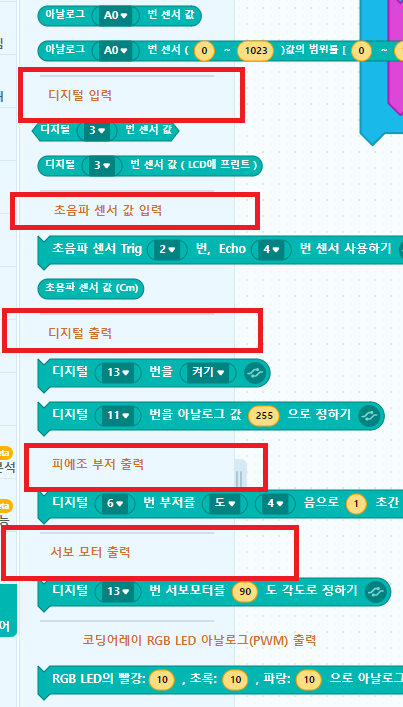 아날로그 A0 번 센서 값
아날로그 A0 번 센서 ( 0 ~ 1023 )값의 범위를 [ 0 ~
디지털 입력
디지털 3 번 센서 값
디지털 3 번 센서 값 ( LCD에 프린트 )
초음파 센서 값 입력
초음파 센서 Trig 2 번, Echo 4 번 센서 사용하기
초음파 센서 값 (Cm)
디지털 출력
디지털 13 번을 켜기
디지털 11 번을 아날로그 값 255 으로 정하기
피에조 부저 출력
디지털 6 번 부저를 도 4 음으로 1 초간
서보 모터 출력
디지털 13 번 서보모터를 90 도 각도로 정하기
어
코딩어레이 RGB LED 아날로그(PWM) 출력
RGB LED의 빨강: 10 , 초록: 10 , 파랑: 10 으로 아날로그